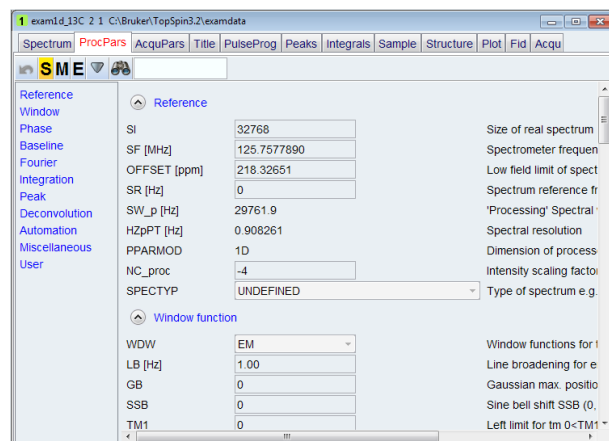 1 exam1d_13C 2 1 C:\Bruker\TopSpin3.2\examdata
Spectrum ProcPars AcquPars Title PulseProg Peaks Integrals Sample Structure Plot Fid Acqu
S M E
Reference
Window
Phase
Baseline
Fourier
Integration
Peak
Deconvolution
Automation
Miscellaneous
User
Reference
SI 32768 Size of real spectrum
SF [MHz] 125.7577890 Spectrometer frequen
OFFSET [ppm] 218.32651 Low field limit of spect
SR [Hz] 0 Spectrum reference fr
SW_p [Hz] 29761.9 'Processing' Spectral
HZpPT [Hz] 0.908261 Spectral resolution
PPARMOD 1D Dimension of process
NC_proc -4 Intensity scaling facto
SPECTYP UNDEFINED Type of spectrum e.g.
Window function
WDW EM Window functions for
LB [Hz] 1.00 Line broadening for e
GB 0 Gaussian max. positio
SSB 0 Sine bell shift SSB (0,
TM1 0 Left limit for tm 0<TM1